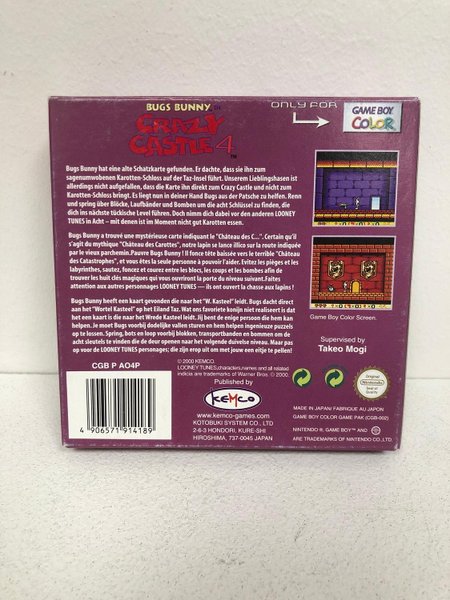 BUGS BUNNY™ ONLY FOR GAME BOY COLOR
CRAZY
CASTLE 4™
Bugs Bunny hat eine alte Schatzkarte gefunden. Er dachte, dass sie ihn zum
sagenumwobenen Karotten-Schloss auf der Taz-Insel führt. Unserem Lieblingshasen ist
allerdings nicht aufgefallen, dass die Karte ihn direkt zum Crazy Castle und nicht zum
Karotten-Schloss bringt. Es liegt nun in deiner Hand Bugs aus der Patsche zu helfen. Renn
und spring über Blöcke, Laufbänder und Bomben um die acht Schlüssel zu finden, die
dich ins nächste tückische Level führen. Doch nimm dich dabei vor den anderen LOONEY
TUNES in Acht - mit denen ist im Moment nicht gut Karotten essen.
Bugs Bunny a trouvé une mystérieuse carte indiquant le "Château des C...". Certain qu'il
s'agit du mythique "Château des Carottes", notre lapin se lance illico sur la route indiquée
par le vieux parchemin.Pauvre Bugs Bunny ! Il fonce tête baissée vers le terrible "Château
des Catastrophes", et vous êtes la seule personne à pouvoir l'aider. Evitez les pièges et les
labyrinthes, sautez, foncez et courez entre les blocs, les coups et les bombes afin de
trouver les huit clés magiques qui vous ouvriront la porte du niveau suivant.Faites
attention aux autres personnages LOONEY TUNES — ils ont ouvert la chasse aux lapins !
Bugs Bunny heeft een kaart gevonden die naar het "W. Kasteel" leidt. Bugs dacht direct
aan het "Wortel Kasteel" op het Eiland Taz. Wat ons favoriete konijn niet realiseert is dat
het een kaart is die naar het Wrede Kasteel leidt. Jij bent de enige persoon die hem kan
helpen. Je moet Bugs voorbij dodelijke vallen sturen en hem helpen ingenieuze puzzels op
te lossen. Spring, bots en loop voorbij blokken, transportbanden en bommen om de
acht sleutels te vinden die de deur openen naar het volgende duivelse niveau. Maar pas
op voor de LOONEY TUNES personages; die zijn erop uit om met jouw een eitje te pellen!
Game Boy Color Screen.
Supervised by
Takeo Mogi
CGB P AO4P
4 906571 914189
© 2000 KEMCO.
LOONEY TUNES,characters,names and all related
indicia are trademarks of Warner Bros. © 2000.
Published by
KEMCO
www.kemco-games.com
KOTOBUKI SYSTEM CO., LTD
2-6-3 HONDORI, KURE-SHI
HIROSHIMA, 737-0045 JAPAN
Original
Nintendo
Seal of
Quality
MADE IN JAPAN/ FABRIQUÉ AU JAPON
GAME BOY COLOR GAME PAK (CGB-002)
NINTENDO ®, GAME BOY™ AND
ARE TRADEMARKS OF NINTENDO CO.,LTD.